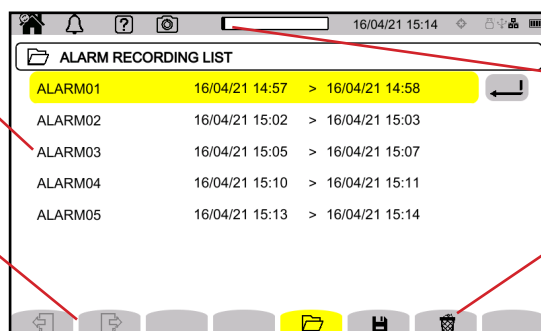 16/04/21 15:14
ALARM RECORDING LIST
ALARM01 16/04/21 14:57 > 16/04/21 14:58
ALARM02 16/04/21 15:02 > 16/04/21 15:03
ALARM03 16/04/21 15:05 > 16/04/21 15:07
ALARM04 16/04/21 15:10 > 16/04/21 15:11
ALARM05 16/04/21 15:13 > 16/04/21 15:14